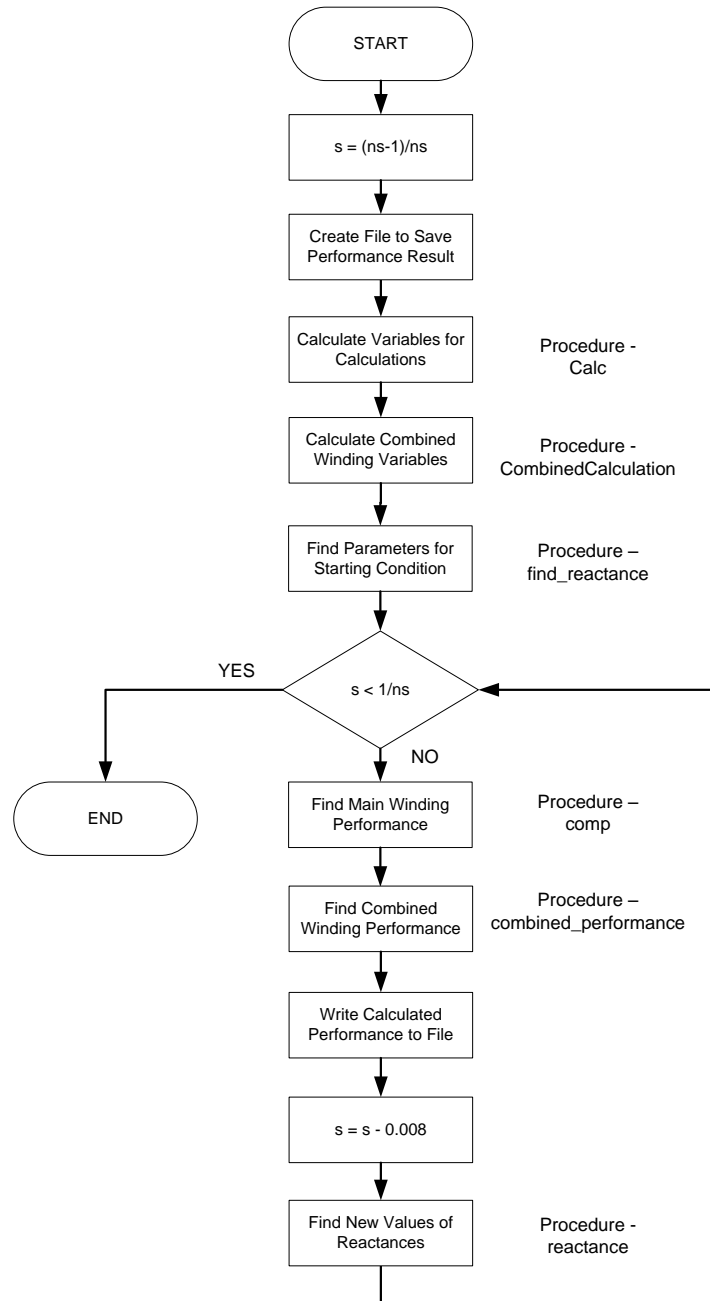 START
s = (ns-1)/ns
Create File to Save
Performance Result
Calculate Variables for
Calculations
Procedure -
Calc
Calculate Combined
Winding Variables
Procedure -
CombinedCalculation
Find Parameters for
Starting Condition
Procedure –
find_reactance
YES
s < 1/ns
NO
END
Find Main Winding
Performance
Procedure –
comp
Find Combined
Winding Performance
Procedure –
combined_performance
Write Calculated
Performance to File
s = s - 0.008
Find New Values of
Reactances
Procedure -
reactance